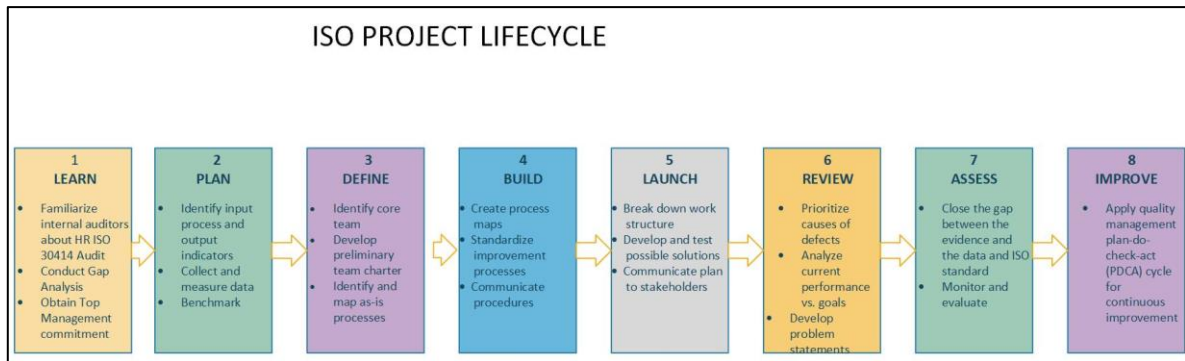 ISO PROJECT LIFECYCLE
1
LEARN
• Familiarize
internal auditors
about HR ISO
30414 Audit
• Conduct Gap
Analysis
• Obtain Top
Management
commitment
2
PLAN
• Identify input
process and
output
indicators
• Collect and
measure data
• Benchmark
3
DEFINE
• Identify core
team
• Develop
preliminary
team charter
• Identify and
map as-is
processes
4
BUILD
• Create process
maps
• Standardize
improvement
processes
• Communicate
procedures
5
LAUNCH
• Break down work
structure
• Develop and test
possible solutions
• Communicate plan
to stakeholders
6
REVIEW
• Prioritize
causes of
defects
• Analyze
current
performance
vs. goals
• Develop
problem
statements
7
ASSESS
• Close the gap
between the
evidence and
the data and ISO
standard
• Monitor and
evaluate
8
IMPROVE
• Apply quality
management
plan-do-
check-act
(PDCA) cycle
for
continuous
improvement